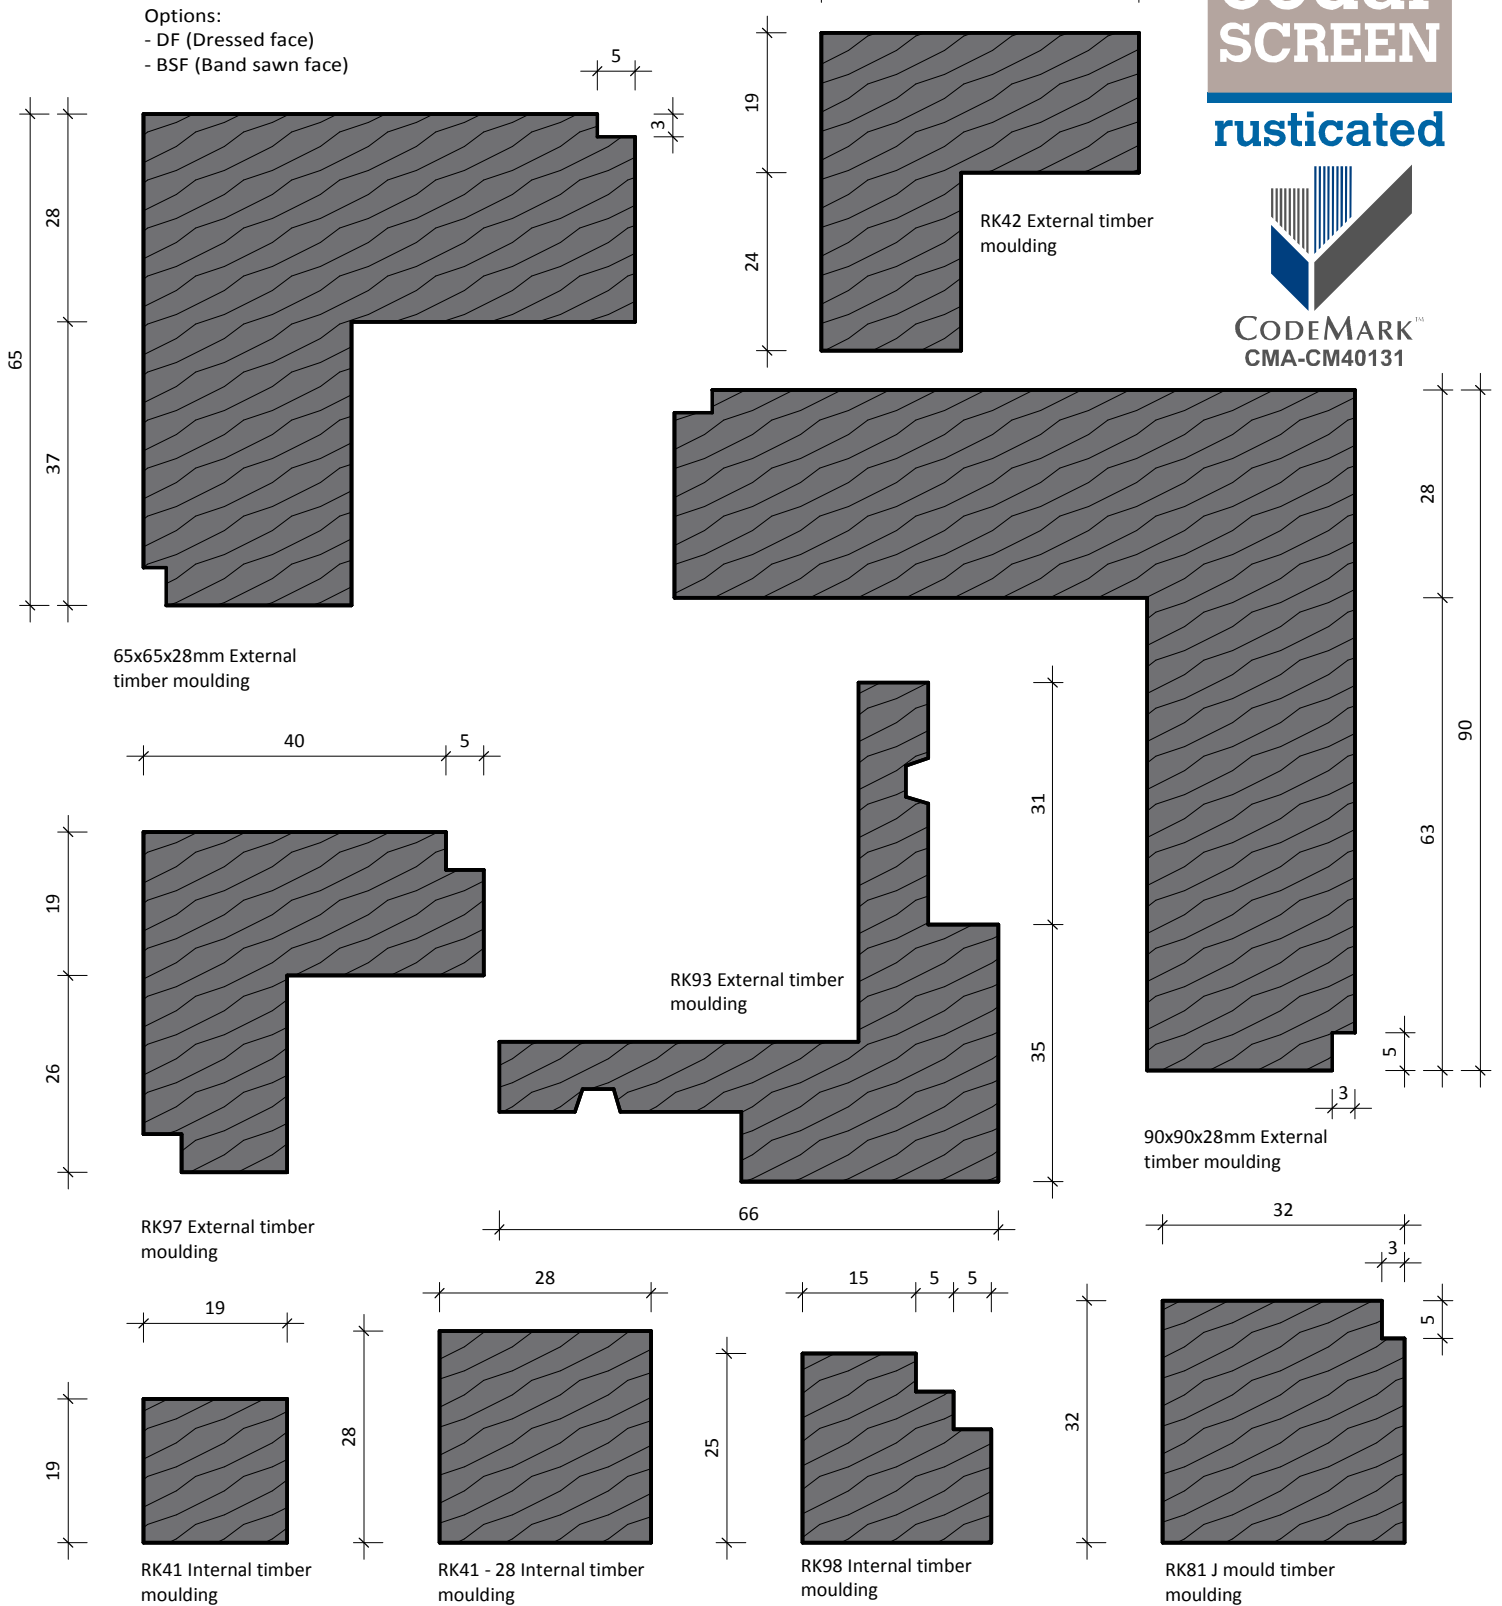 Options:
- DF (Dressed face)
- BSF (Band sawn face)
SCREEN
rusticated
CODEMARK™
CMA-CM40131
5
3
28
37
65
65x65x28mm External
timber moulding
19
24
RK42 External timber
moulding
28
63
90
5
3
90x90x28mm External
timber moulding
40
5
19
26
RK97 External timber
moulding
31
35
66
RK93 External timber
moulding
19
19
RK41 Internal timber
moulding
28
28
RK41 - 28 Internal timber
moulding
15
5
5
25
RK98 Internal timber
moulding
32
3
5
32
RK81 J mould timber
moulding